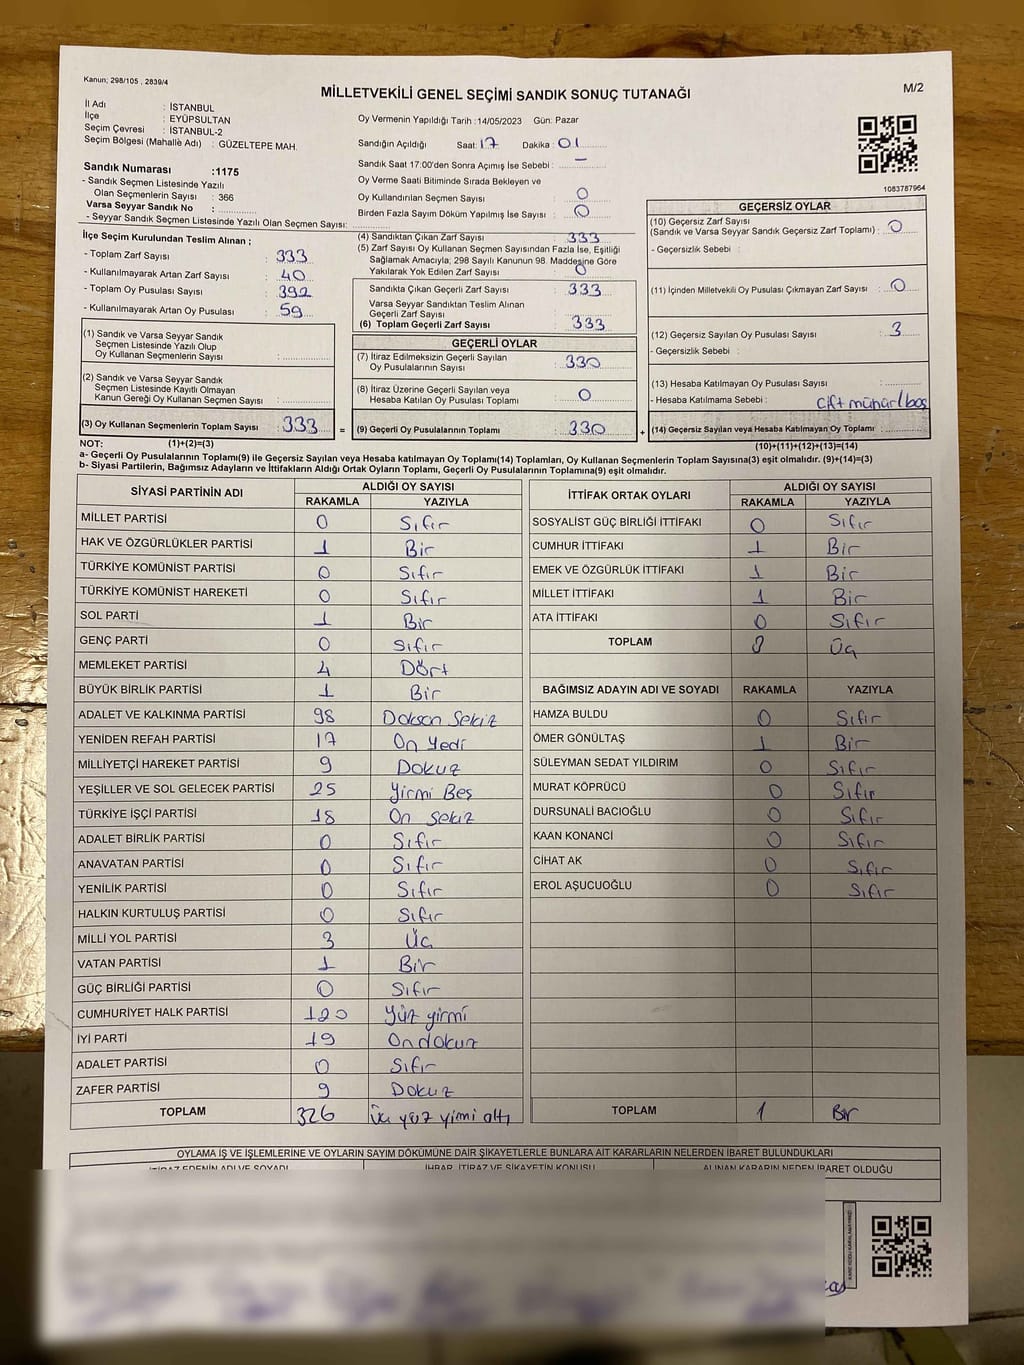 Kanun; 298/105 , 2839/4
MİLLETVEKİLİ GENEL SEÇİMİ SANDIK SONUÇ TUTANAĞI
M/2
İl Adı : İSTANBUL
İlçe : EYÜPSULTAN
Seçim Çevresi : İSTANBUL-2
Seçim Bölgesi (Mahalle Adı) : GÜZELTEPE MAH.
Oy Vermenin Yapıldığı Tarih :14/05/2023 Gün: Pazar
Sandığın Açıldığı Saat: 17 Dakika : 01
Sandık Saat 17:00'den Sonra Açımış İse Sebebi : —
Oy Verme Saati Bitiminde Sırada Bekleyen ve
Oy Kullandırılan Seçmen Sayısı : 0
Birden Fazla Sayım Döküm Yapılmış İse Sayısı : 0
1083787964
Sandık Numarası :1175
- Sandık Seçmen Listesinde Yazılı
Olan Seçmenlerin Sayısı : 366
Varsa Seyyar Sandık No :
- Seyyar Sandık Seçmen Listesinde Yazılı Olan Seçmen Sayısı:
İlçe Seçim Kurulundan Teslim Alınan ;
- Toplam Zarf Sayısı : 333
- Kullanılmayarak Artan Zarf Sayısı : 40
- Toplam Oy Pusulası Sayısı : 392
- Kullanılmayarak Artan Oy Pusulası : 59
(1) Sandık ve Varsa Seyyar Sandık
Seçmen Listesinde Yazılı Olup
Oy Kullanan Seçmenlerin Sayısı :
(2) Sandık ve Varsa Seyyar Sandık
Seçmen Listesinde Kayıtlı Olmayan
Kanun Gereği Oy Kullanan Seçmen Sayısı :
(3) Oy Kullanan Seçmenlerin Toplam Sayısı : 333 =
(4) Sandıktan Çıkan Zarf Sayısı : 333
(5) Zarf Sayısı Oy Kullanan Seçmen Sayısından Fazla İse, Eşitliği
Sağlamak Amacıyla; 298 Sayılı Kanunun 98. Maddesine Göre
Yakılarak Yok Edilen Zarf Sayısı : 0
Sandıkta Çıkan Geçerli Zarf Sayısı : 333
Varsa Seyyar Sandıktan Teslim Alınan
Geçerli Zarf Sayısı :
(6) Toplam Geçerli Zarf Sayısı : 333
GEÇERLİ OYLAR
(7) İtiraz Edilmeksizin Geçerli Sayılan
Oy Pusulalarının Sayısı : 330
(8) İtiraz Üzerine Geçerli Sayılan veya
Hesaba Katılan Oy Pusulası Toplamı : 0
(9) Geçerli Oy Pusulalarının Toplamı : 330 +
GEÇERSİZ OYLAR
(10) Geçersiz Zarf Sayısı
(Sandık ve Varsa Seyyar Sandık Geçersiz Zarf Toplamı) : 0
- Geçersizlik Sebebi :
(11) İçinden Milletvekili Oy Pusulası Çıkmayan Zarf Sayısı : 0
(12) Geçersiz Sayılan Oy Pusulası Sayısı : 3
- Geçersizlik Sebebi :
(13) Hesaba Katılmayan Oy Pusulası Sayısı :
- Hesaba Katılmama Sebebi : Çift mühür/boş
(14) Geçersiz Sayılan veya Hesaba Katılmayan Oy Toplamı :
NOT: (1)+(2)=(3) (10)+(11)+(12)+(13)=(14)
a- Geçerli Oy Pusulalarının Toplamı(9) ile Geçersiz Sayılan veya Hesaba katılmayan Oy Toplamı(14) Toplamları, Oy Kullanan Seçmenlerin Toplam Sayısına(3) eşit olmalıdır. (9)+(14)=(3)
b- Siyasi Partilerin, Bağımsız Adayların ve İttifakların Aldığı Ortak Oyların Toplamı, Geçerli Oy Pusulalarının Toplamına(9) eşit olmalıdır.
SİYASİ PARTİNİN ADI ALDIĞI OY SAYISI
RAKAMLA YAZIYLA
MİLLET PARTİSİ 0 Sıfır
HAK VE ÖZGÜRLÜKLER PARTİSİ 1 Bir
TÜRKİYE KOMÜNİST PARTİSİ 0 Sıfır
TÜRKİYE KOMÜNİST HAREKETİ 0 Sıfır
SOL PARTİ 1 Bir
GENÇ PARTİ 0 Sıfır
MEMLEKET PARTİSİ 4 Dört
BÜYÜK BİRLİK PARTİSİ 1 Bir
ADALET VE KALKINMA PARTİSİ 98 Doksan Sekiz
YENİDEN REFAH PARTİSİ 17 On Yedi
MİLLİYETÇİ HAREKET PARTİSİ 9 Dokuz
YEŞİLLER VE SOL GELECEK PARTİSİ 25 Yirmi Beş
TÜRKİYE İŞÇİ PARTİSİ 18 On Sekiz
ADALET BİRLİK PARTİSİ 0 Sıfır
ANAVATAN PARTİSİ 0 Sıfır
YENİLİK PARTİSİ 0 Sıfır
HALKIN KURTULUŞ PARTİSİ 0 Sıfır
MİLLİ YOL PARTİSİ 3 Üç
VATAN PARTİSİ 1 Bir
GÜÇ BİRLİĞİ PARTİSİ 0 Sıfır
CUMHURİYET HALK PARTİSİ 120 Yüz yirmi
İYİ PARTİ 19 Ondokuz
ADALET PARTİSİ 0 Sıfır
ZAFER PARTİSİ 9 Dokuz
TOPLAM 326 Üç yüz yirmi altı
İTTİFAK ORTAK OYLARI ALDIĞI OY SAYISI
RAKAMLA YAZIYLA
SOSYALİST GÜÇ BİRLİĞİ İTTİFAKI 0 Sıfır
CUMHUR İTTİFAKI 1 Bir
EMEK VE ÖZGÜRLÜK İTTİFAKI 1 Bir
MİLLET İTTİFAKI 1 Bir
ATA İTTİFAKI 0 Sıfır
TOPLAM 3 Üç
BAĞIMSIZ ADAYIN ADI VE SOYADI RAKAMLA YAZIYLA
HAMZA BULDU 0 Sıfır
ÖMER GÖNÜLTAŞ 1 Bir
SÜLEYMAN SEDAT YILDIRIM 0 Sıfır
MURAT KÖPRÜCÜ 0 Sıfır
DURSUNALİ BACIOĞLU 0 Sıfır
KAAN KONANCİ 0 Sıfır
CİHAT AK 0 Sıfır
EROL AŞUCUOĞLU 0 Sıfır
TOPLAM 1 Bir
OYLAMA İŞ VE İŞLEMLERİNE VE OYLARIN SAYIM DÖKÜMÜNE DAİR ŞİKAYETLERLE BUNLARA AİT KARARLARIN NELERDEN İBARET BULUNDUKLARI
İTİRAZ EDENİN ADI VE SOYADI İHBAR, İTİRAZ VE ŞİKAYETİN KONUSU ALINAN KARARIN NEDEN İBARET OLDUĞU